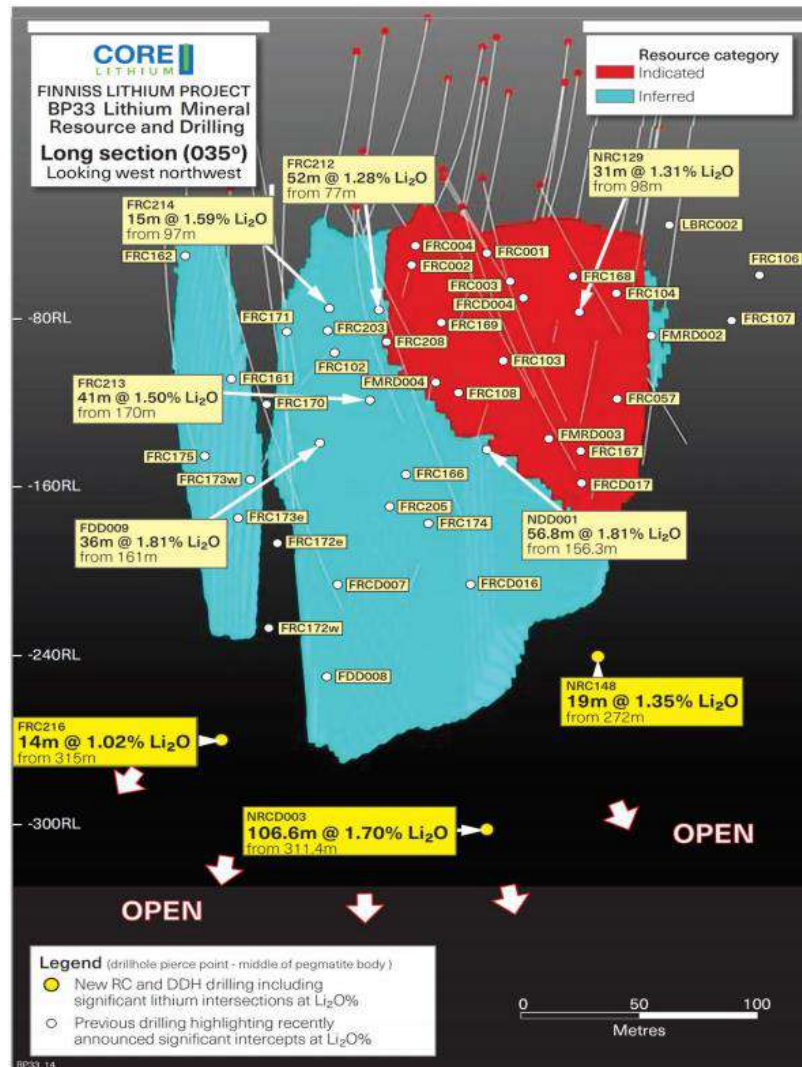 CORE
LITHIUM
FINNISS LITHIUM PROJECT
BP33 Lithium Mineral
Resource and Drilling
Long section (035º)
Looking west northwest
Resource category
Indicated
Inferred
FRC212
52m @ 1.28% Li₂O
from 77m
NRC129
31m @ 1.31% Li₂O
from 98m
FRC214
15m @ 1.59% Li₂O
from 97m
LBRC002
FRC162
FRC004
FRC001
FRC002
FRC106
FRC003
FRC168
FRCD004
FRC104
-80RL
FRC171
FRC203
FRC169
FRC107
FRC208
FMRD002
FRC102
FRC103
FRC213
41m @ 1.50% Li₂O
from 170m
FRC161
FMRD004
FRC108
FRC057
FRC170
FMRD003
FRC175
FRC167
FRC173w
FRC166
-160RL
FRCD017
FRC205
FRC173e
FRC174
FDD009
36m @ 1.81% Li₂O
from 161m
NDD001
56.8m @ 1.81% Li₂O
from 156.3m
FRC172e
FRCD007
FRCD016
FRC172w
-240RL
FDD008
NRC148
19m @ 1.35% Li₂O
from 272m
FRC216
14m @ 1.02% Li₂O
from 315m
-300RL
NRCD003
106.6m @ 1.70% Li₂O
from 311.4m
OPEN
OPEN
Legend (drillhole pierce point - middle of pegmatite body )
New RC and DDH drilling including
significant lithium intersections at Li₂O%
Previous drilling highlighting recently
announced significant intercepts at Li₂O%
0 50 100
Metres
BP33_14